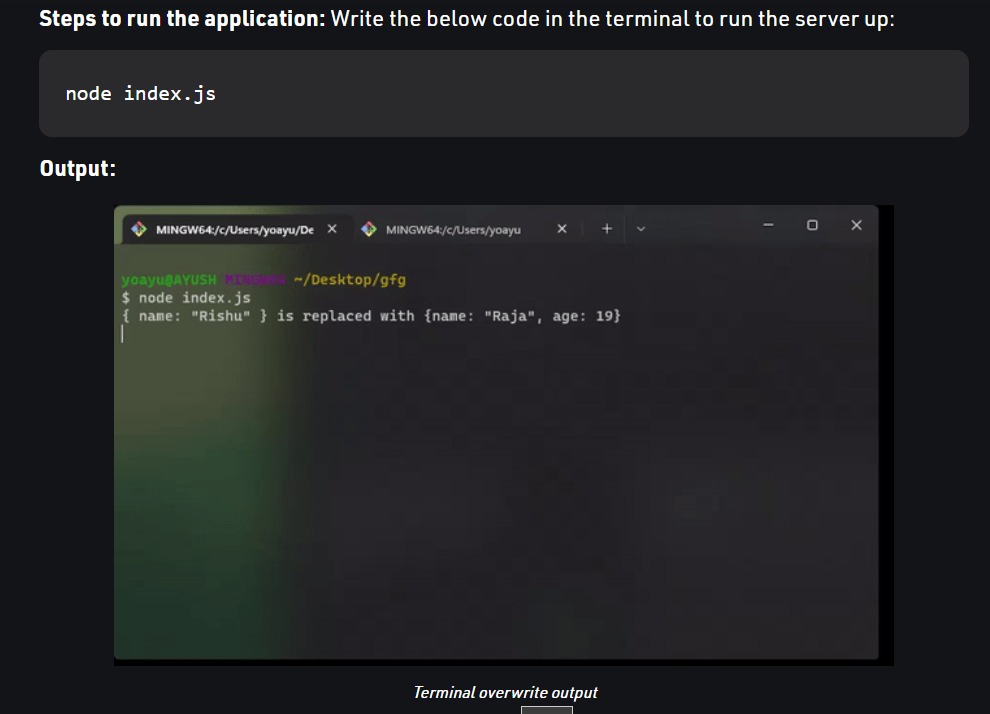 Steps to run the application: Write the below code in the terminal to run the server up:
node index.js
Output:
MINGW64:/c/Users/yoayu/De
MINGW64:/c/Users/yoayu
yoayu@AYUSH MINGW64 ~/Desktop/gfg
$ node index.js
{ name: "Rishu" } is replaced with {name: "Raja", age: 19}
Terminal overwrite output